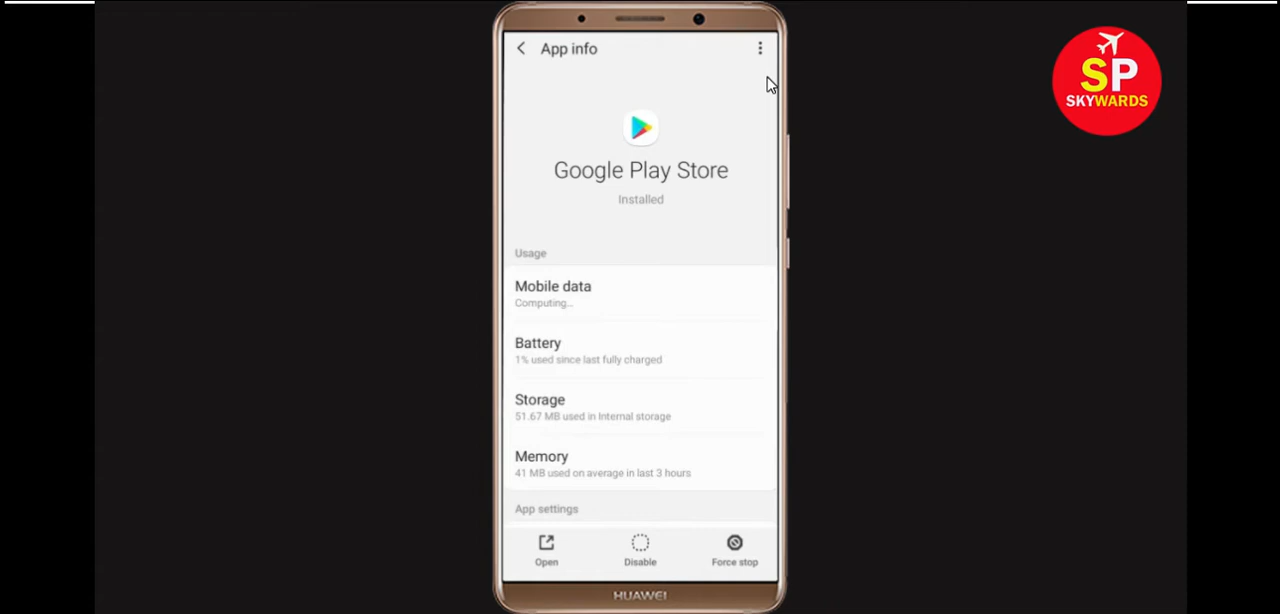 App info
SP
SKYWARDS
Google Play Store
Installed
Usage
Mobile data
Computing...
Battery
1% used since last fully charged
Storage
51.67 MB used in Internal storage
Memory
41 MB used on average in last 3 hours
App settings
Open
Disable
Force stop
HUAWEI